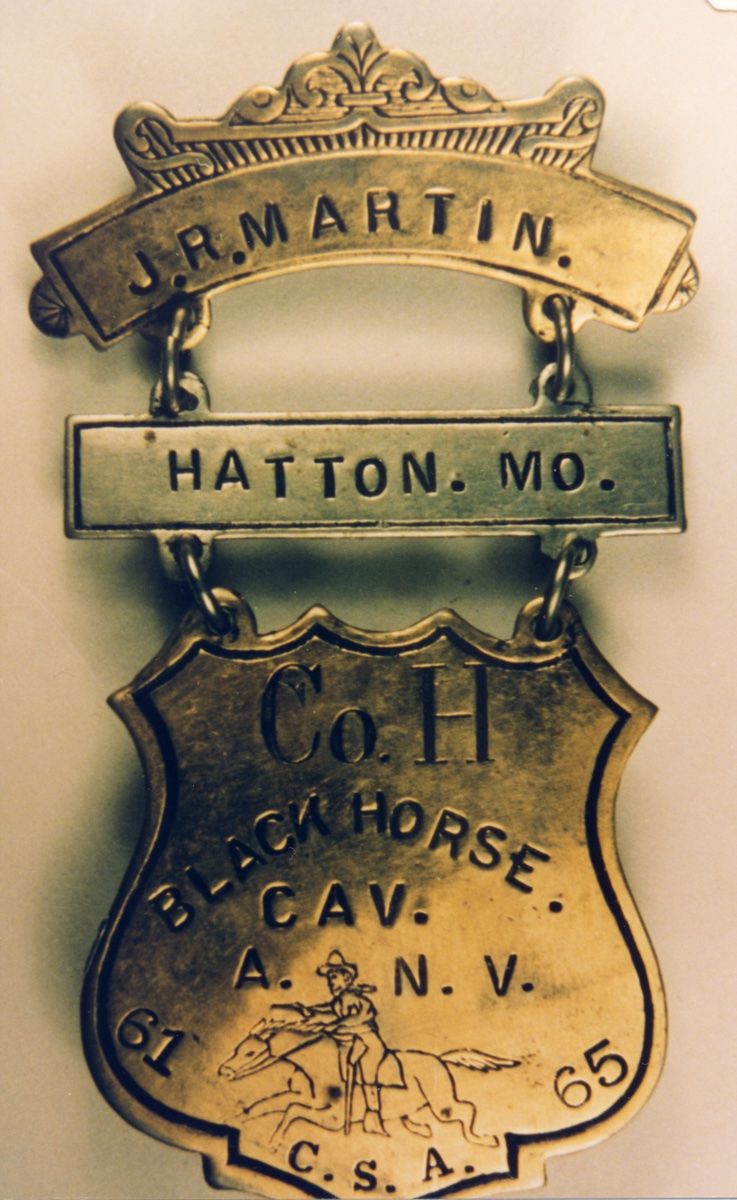 J.R.MARTIN.
HATTON. MO.
Co. H
BLACK HORSE.
CAV.
A. N. V.
61 65
C. S. A.